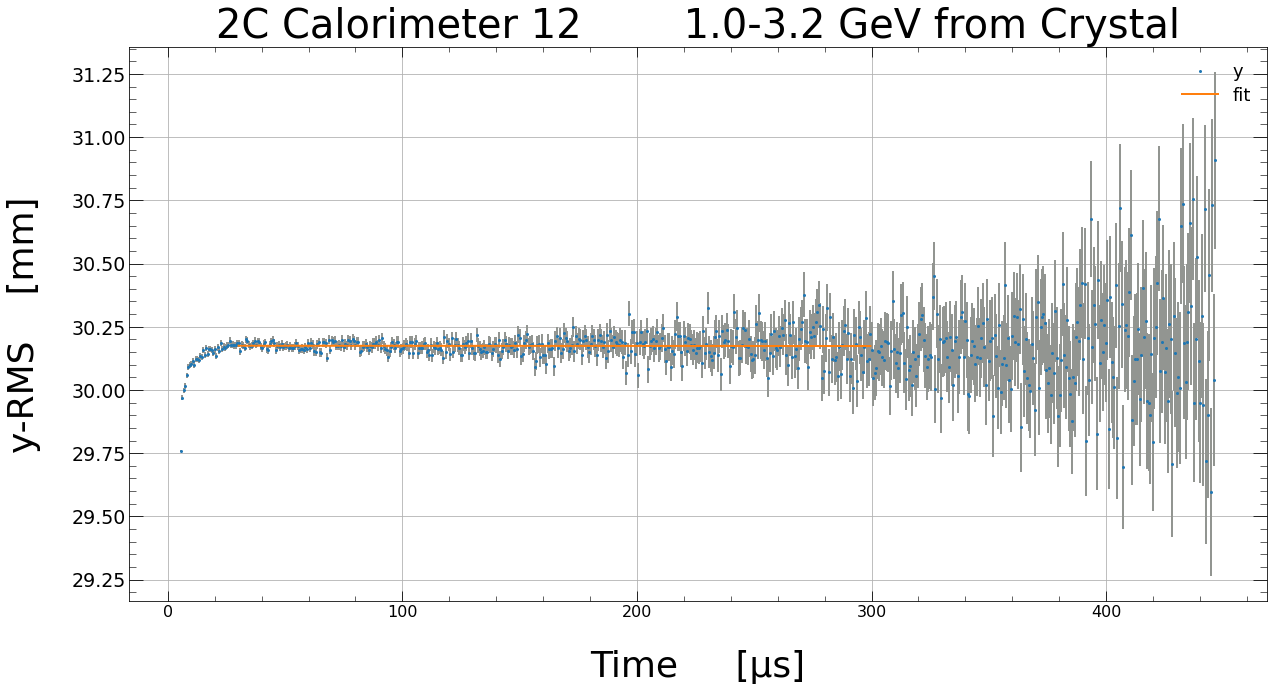 2C Calorimeter 12 1.0-3.2 GeV from Crystal
y
fit
31.25
31.00
30.75
30.50
30.25
30.00
29.75
29.50
29.25
y-RMS [mm]
0 100 200 300 400
Time [μs]